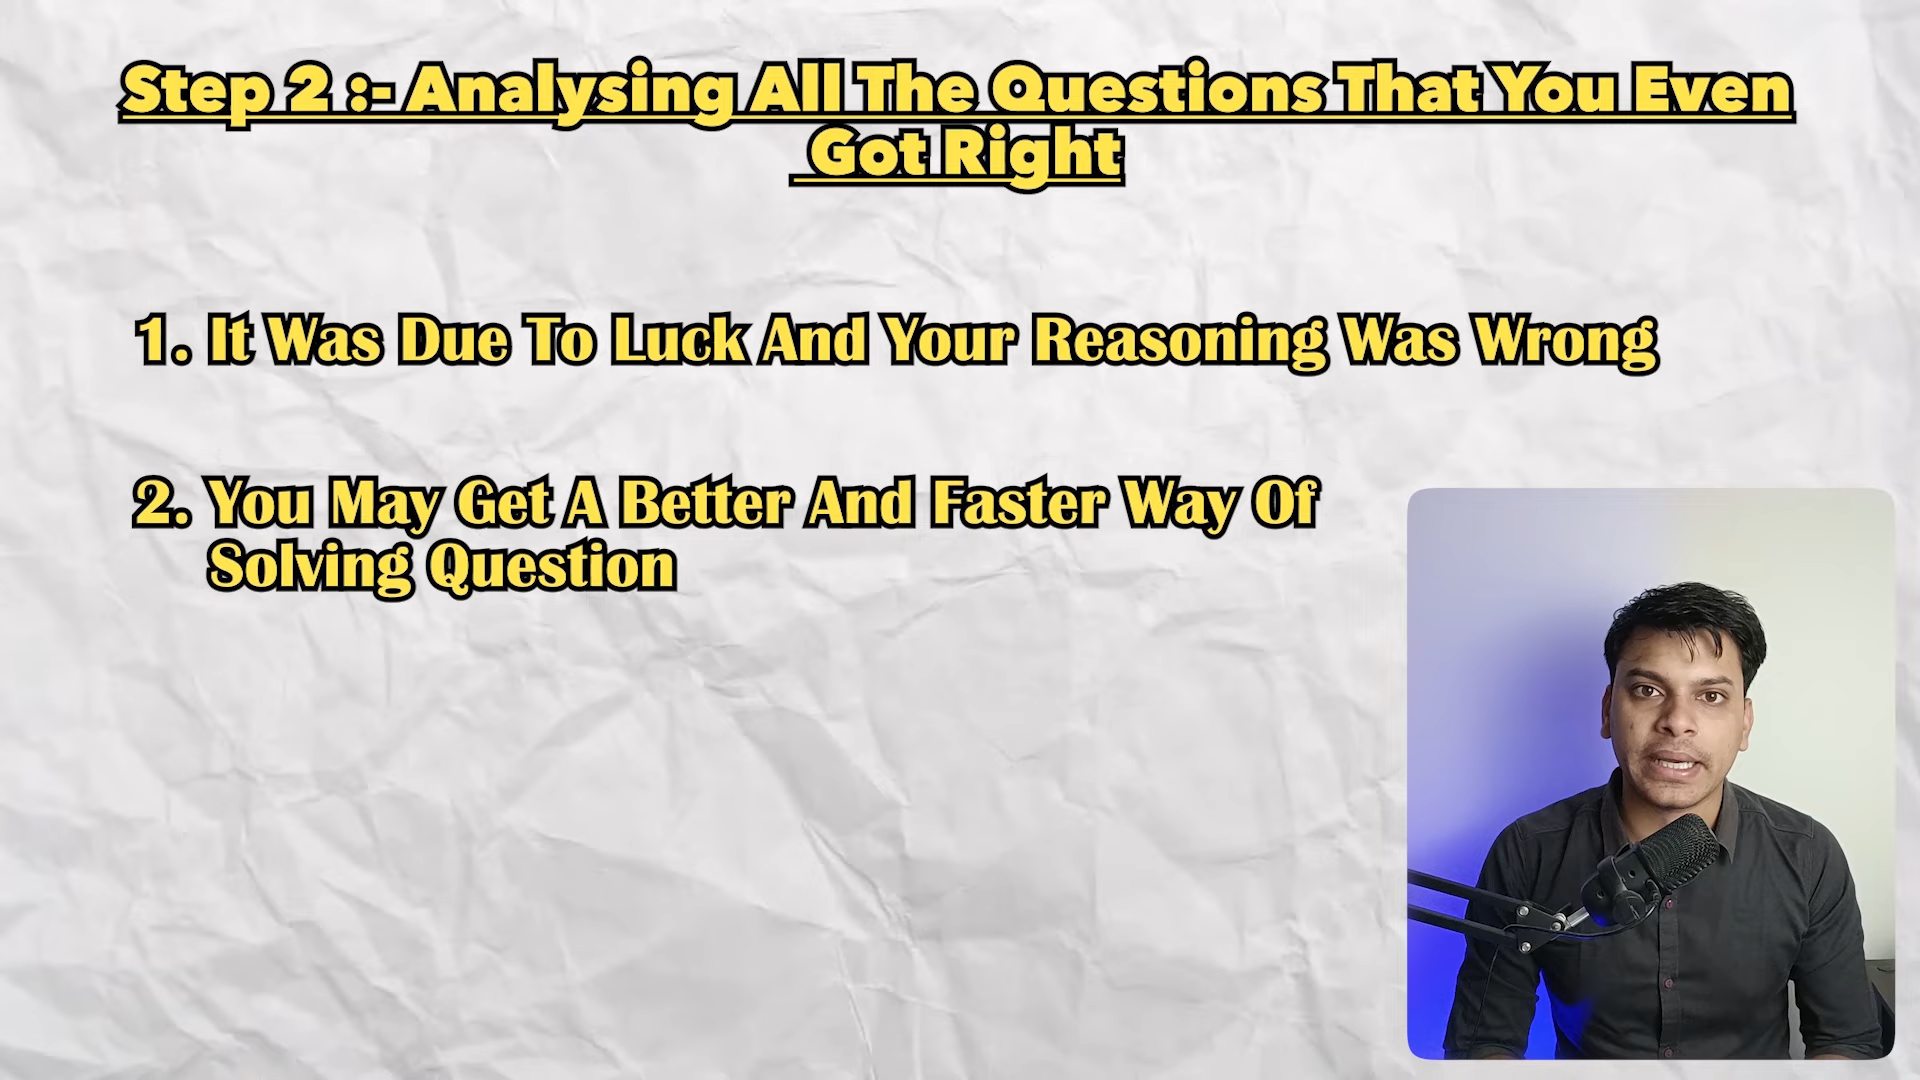 Step 2 :- Analysing All The Questions That You Even
Got Right
1. It Was Due To Luck And Your Reasoning Was Wrong
2. You May Get A Better And Faster Way Of
Solving Question